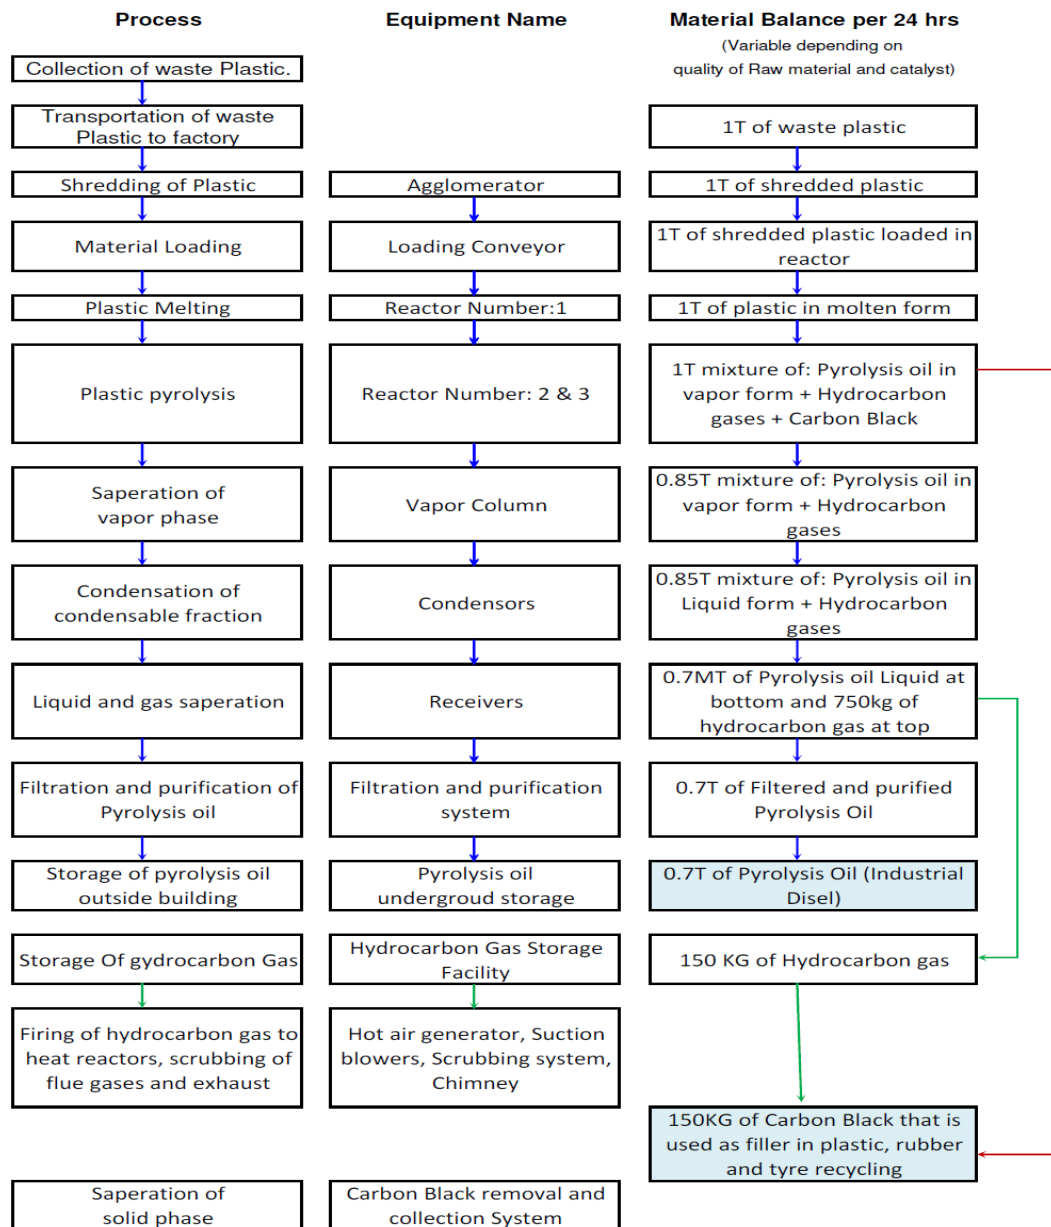 Process
Equipment Name
Material Balance per 24 hrs
(Variable depending on
quality of Raw material and catalyst)
Collection of waste Plastic.
Transportation of waste
Plastic to factory
1T of waste plastic
Shredding of Plastic
Agglomerator
1T of shredded plastic
Material Loading
Loading Conveyor
1T of shredded plastic loaded in
reactor
Plastic Melting
Reactor Number:1
1T of plastic in molten form
Plastic pyrolysis
Reactor Number: 2 & 3
1T mixture of: Pyrolysis oil in
vapor form + Hydrocarbon
gases + Carbon Black
Saperation of
vapor phase
Vapor Column
0.85T mixture of: Pyrolysis oil in
vapor form + Hydrocarbon
gases
Condensation of
condensable fraction
Condensors
0.85T mixture of: Pyrolysis oil in
Liquid form + Hydrocarbon
gases
Liquid and gas saperation
Receivers
0.7MT of Pyrolysis oil Liquid at
bottom and 750kg of
hydrocarbon gas at top
Filtration and purification of
Pyrolysis oil
Filtration and purification
system
0.7T of Filtered and purified
Pyrolysis Oil
Storage of pyrolysis oil
outside building
Pyrolysis oil
undergroud storage
0.7T of Pyrolysis Oil (Industrial
Disel)
Storage Of gydrocarbon Gas
Hydrocarbon Gas Storage
Facility
150 KG of Hydrocarbon gas
Firing of hydrocarbon gas to
heat reactors, scrubbing of
flue gases and exhaust
Hot air generator, Suction
blowers, Scrubbing system,
Chimney
150KG of Carbon Black that is
used as filler in plastic, rubber
and tyre recycling
Saperation of
solid phase
Carbon Black removal and
collection System